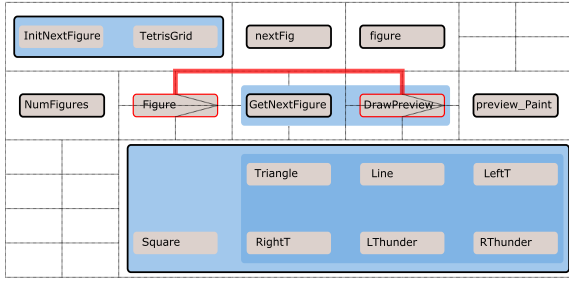 InitNextFigure TetrisGrid nextFig figure
NumFigures Figure GetNextFigure DrawPreview preview_Paint
Triangle Line LeftT
Square RightT LThunder RThunder